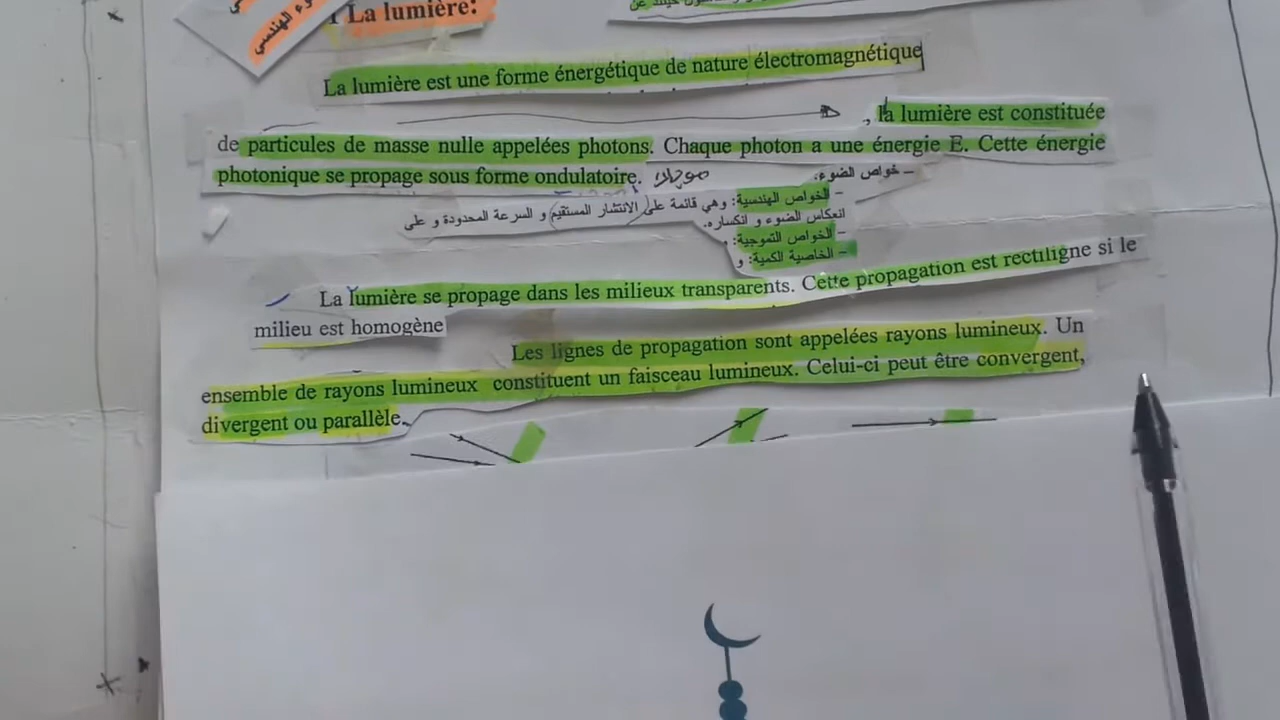 La lumière:
الهندسي
La lumière est une forme énergétique de nature électromagnétique
, la lumière est constituée
de particules de masse nulle appelées photons. Chaque photon a une énergie E. Cette énergie
photonique se propage sous forme ondulatoire.
– خواص الضوء:
– الخواص الهندسية: وهي قائمة على الانتشار المستقيم و السرعة المحدودة و على
انعكاس الضوء و انكساره.
– الخواص التموجية: و
– الخاصية الكمية: و
La lumière se propage dans les milieux transparents. Cette propagation est rectiligne si le
milieu est homogène
Les lignes de propagation sont appelées rayons lumineux. Un
ensemble de rayons lumineux constituent un faisceau lumineux. Celui-ci peut être convergent,
divergent ou parallèle.